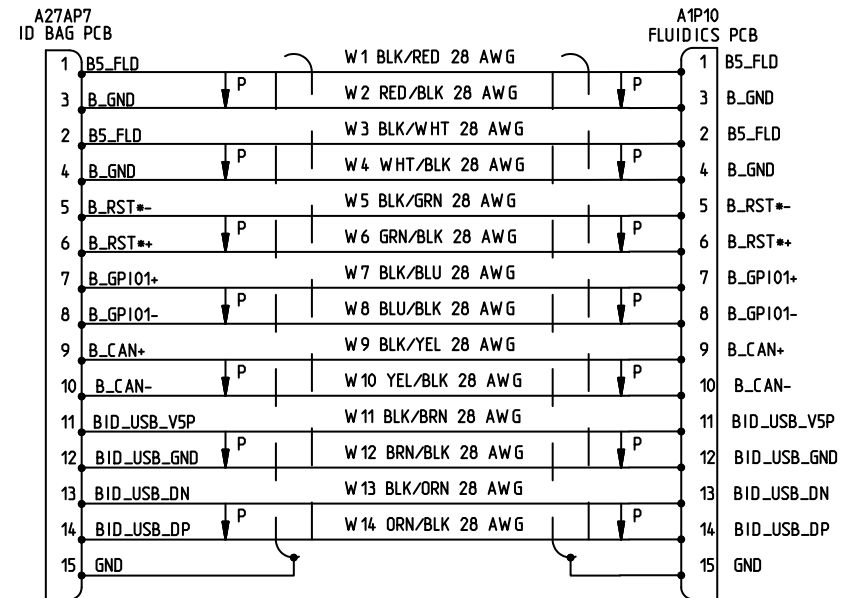 A27AP7 A1P10
ID BAG PCB FLUIDICS PCB
1 B5_FLD W1 BLK/RED 28 AWG 1 B5_FLD
P P
3 B_GND W2 RED/BLK 28 AWG 3 B_GND
2 B5_FLD W3 BLK/WHT 28 AWG 2 B5_FLD
P P
4 B_GND W4 WHT/BLK 28 AWG 4 B_GND
5 B_RST*- W5 BLK/GRN 28 AWG 5 B_RST*-
P P
6 B_RST*+ W6 GRN/BLK 28 AWG 6 B_RST*+
7 B_GPIO1+ W7 BLK/BLU 28 AWG 7 B_GPIO1+
P P
8 B_GPIO1- W8 BLU/BLK 28 AWG 8 B_GPIO1-
9 B_CAN+ W9 BLK/YEL 28 AWG 9 B_CAN+
P P
10 B_CAN- W10 YEL/BLK 28 AWG 10 B_CAN-
11 BID_USB_V5P W11 BLK/BRN 28 AWG 11 BID_USB_V5P
P P
12 BID_USB_GND W12 BRN/BLK 28 AWG 12 BID_USB_GND
13 BID_USB_DN W13 BLK/ORN 28 AWG 13 BID_USB_DN
P P
14 BID_USB_DP W14 ORN/BLK 28 AWG 14 BID_USB_DP
15 GND 15 GND